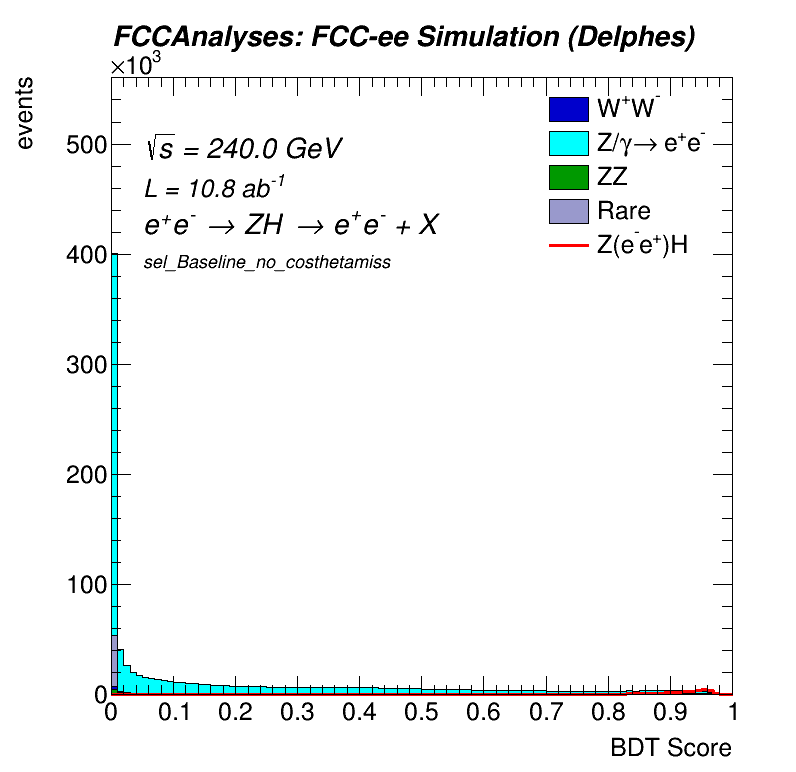 FCCAnalyses: FCC-ee Simulation (Delphes)
×10³
events
√s = 240.0 GeV
L = 10.8 ab⁻¹
e⁺e⁻ → ZH → e⁺e⁻ + X
sel_Baseline_no_costhetamiss
W⁺W⁻
Z/γ→ e⁺e⁻
ZZ
Rare
Z(e⁻e⁺)H
500
400
300
200
100
0
0 0.1 0.2 0.3 0.4 0.5 0.6 0.7 0.8 0.9 1
BDT Score